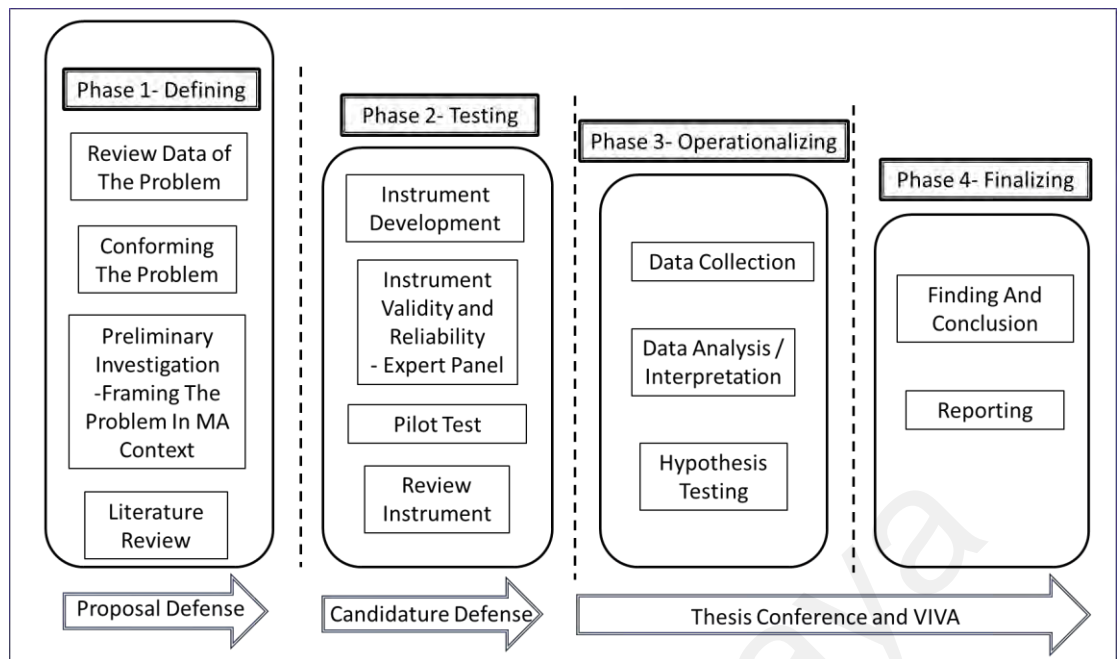 Phase 1- Defining
Review Data of
The Problem
Conforming
The Problem
Preliminary
Investigation
-Framing The
Problem In MA
Context
Literature
Review
Proposal Defense
Phase 2- Testing
Instrument
Development
Instrument
Validity and
Reliability
- Expert Panel
Pilot Test
Review
Instrument
Candidature Defense
Phase 3- Operationalizing
Data Collection
Data Analysis /
Interpretation
Hypothesis
Testing
Phase 4- Finalizing
Finding And
Conclusion
Reporting
Thesis Conference and VIVA
aya